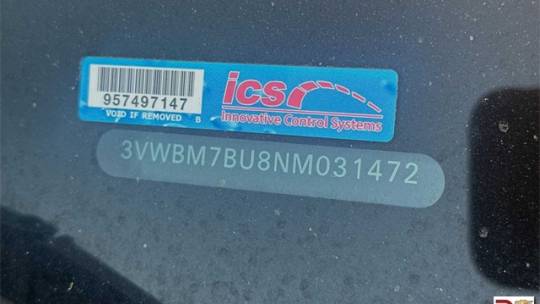 957497147
VOID IF REMOVED B
ics
Innovative Control Systems
3VWBM7BU8NM031472